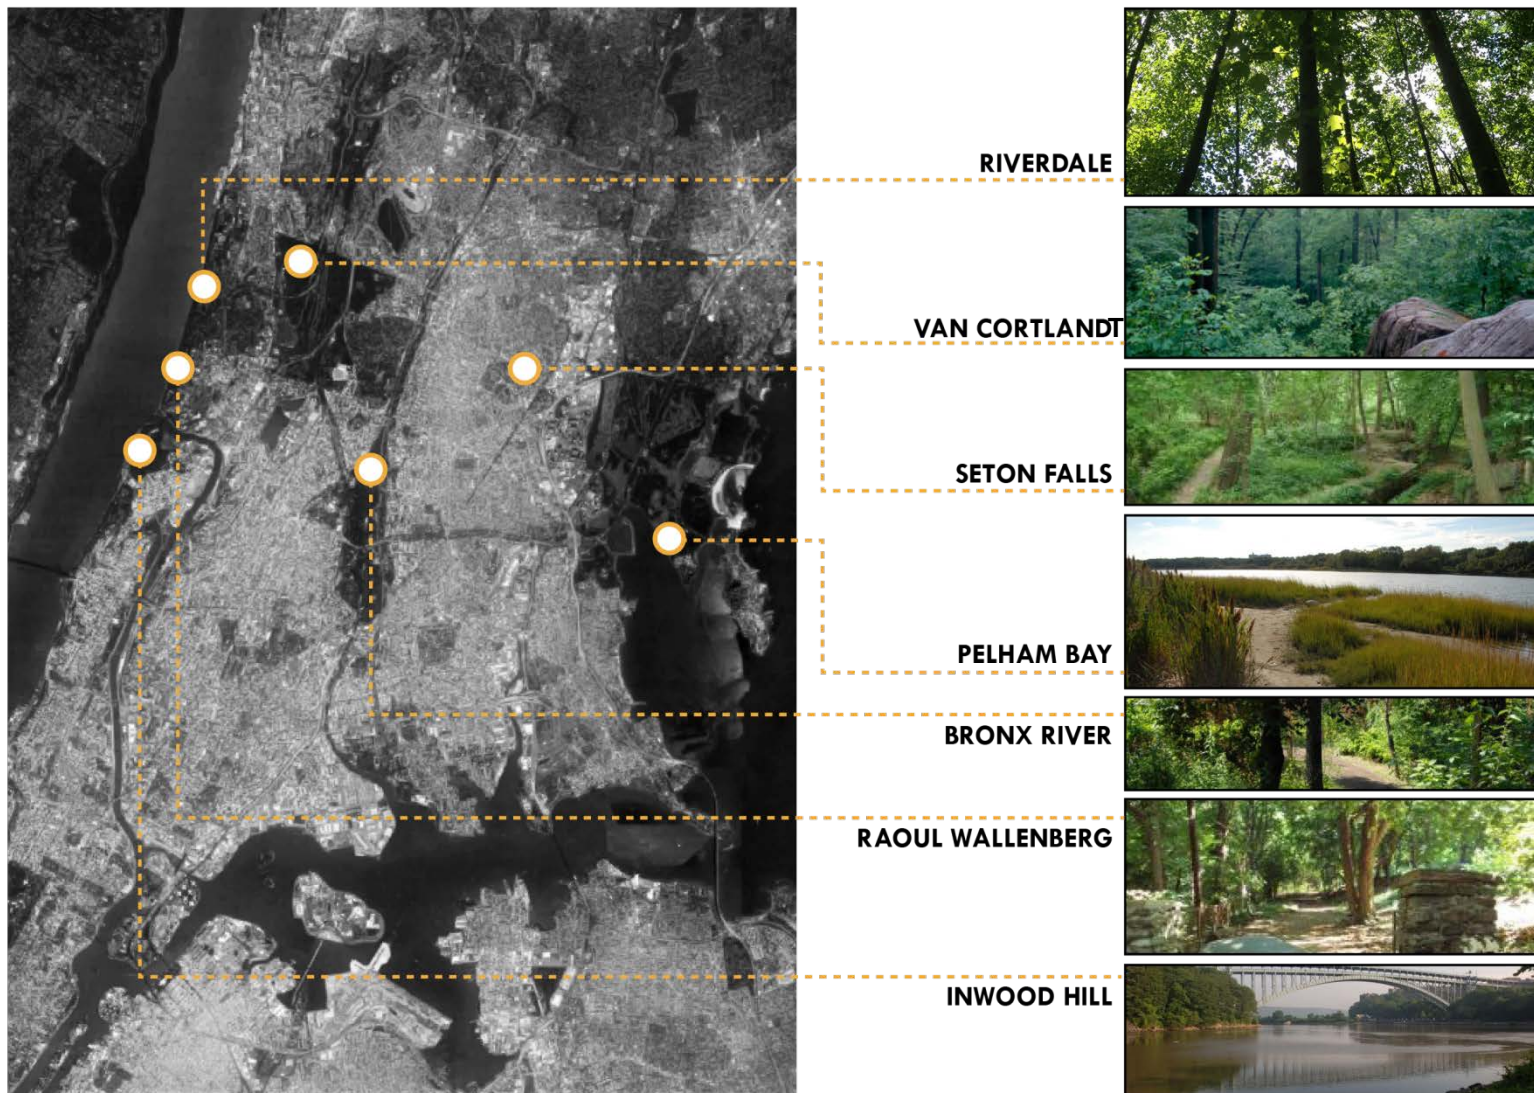 RIVERDALE
VAN CORTLANDT
SETON FALLS
PELHAM BAY
BRONX RIVER
RAOUL WALLENBERG
INWOOD HILL